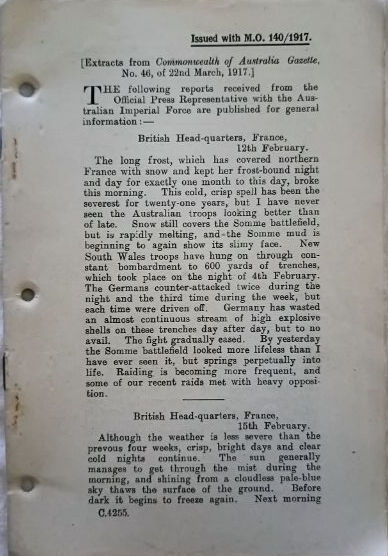 Issued with M.O. 140/1917.
[Extracts from Commonwealth of Australia Gazette,
No. 46, of 22nd March, 1917.]
THE following reports received from the
Official Press Representative with the Aus-
tralian Imperial Force are published for general
information:—
British Head-quarters, France,
12th February.
The long frost, which has covered northern
France with snow and kept her frost-bound night
and day for exactly one month to this day, broke
this morning. This cold, crisp spell has been the
severest for twenty-one years, but I have never
seen the Australian troops looking better than
of late. Snow still covers the Somme battlefield,
but is rapidly melting, and the Somme mud is
beginning to again show its slimy face. New
South Wales troops have hung on through con-
stant bombardment to 600 yards of trenches,
which took place on the night of 4th February.
The Germans counter-attacked twice during the
night and the third time during the week, but
each time were driven off. Germany has wasted
an almost continuous stream of high explosive
shells on these trenches day after day, but to no
avail. The fight gradually eased. By yesterday
the Somme battlefield looked more lifeless than I
have ever seen it, but springs perpetually into
life. Raiding is becoming more frequent, and
some of our recent raids met with heavy opposi-
tion.
British Head-quarters, France,
15th February.
Although the weather is less severe than the
prevous four weeks, crisp, bright days and clear
cold nights continue. The sun generally
manages to get through the mist during the
morning, and shining from a cloudless pale-blue
sky thaws the surface of the ground. Before
dark it begins to freeze again. Next morning
C.4255.